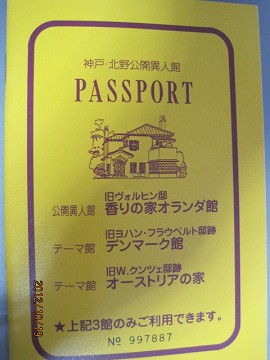 神戸・北野公開異人館
PASSPORT
旧ヴォルヒン邸
公開異人館 香りの家オランダ館
旧ヨハン・フラウベルト邸跡
テーマ館 デンマーク館
旧W.クンツェ邸跡
テーマ館 オーストリアの家
★上記3館のみご利用できます。
№ 997887